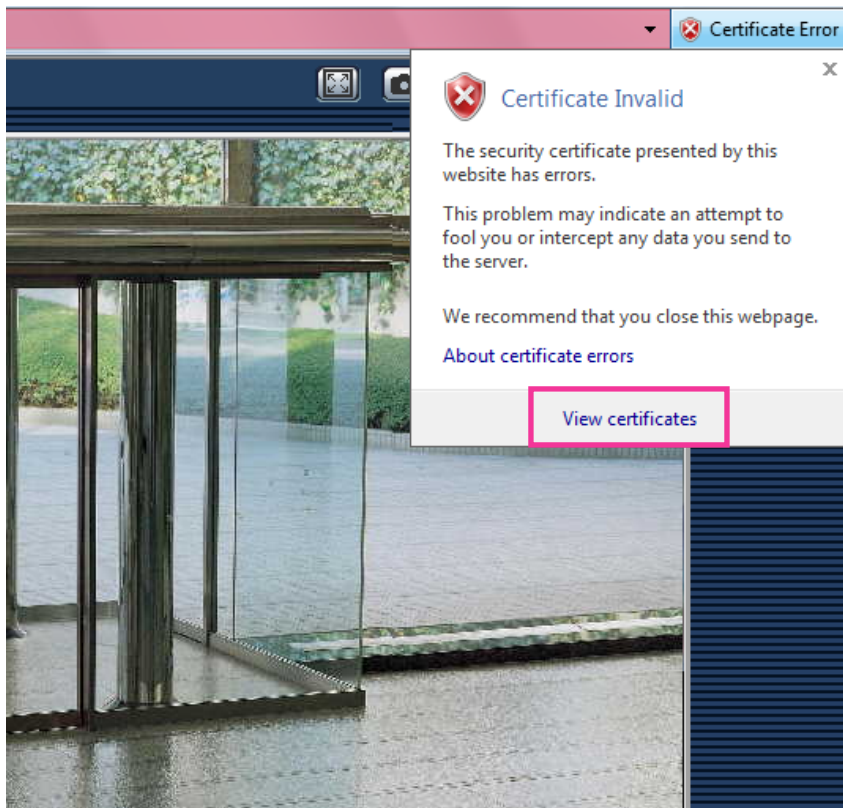 Certificate Error
Certificate Invalid
The security certificate presented by this
website has errors.
This problem may indicate an attempt to
fool you or intercept any data you send to
the server.
We recommend that you close this webpage.
About certificate errors
View certificates